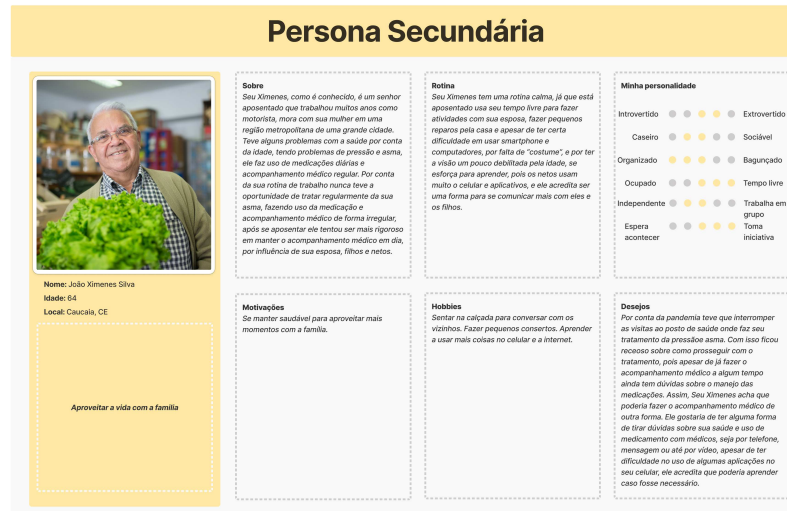 Persona Secundária
Nome: João Ximenes Silva
Idade: 64
Local: Caucaia, CE
Aproveitar a vida com a família
Sobre
Seu Ximenes, como é conhecido, é um senhor
aposentado que trabalhou muitos anos como
motorista, mora com sua mulher em uma
região metropolitana de uma grande cidade.
Teve alguns problemas com a saúde por conta
da idade, tendo problemas de pressão e asma,
ele faz uso de medicações diárias e
acompanhamento médico regular. Por conta
da sua rotina de trabalho nunca teve a
oportunidade de tratar regularmente da sua
asma, fazendo uso da medicação e
acompanhamento médico de forma irregular,
após se aposentar ele tentou ser mais rigoroso
em manter o acompanhamento médico em dia,
por influência de sua esposa, filhos e netos.
Rotina
Seu Ximenes tem uma rotina calma, já que está
aposentado usa seu tempo livre para fazer
atividades com sua esposa, fazer pequenos
reparos pela casa e apesar de ter certa
dificuldade em usar smartphone e
computadores, por falta de “costume”, e por ter
a visão um pouco debilitada pela idade, se
esforça para aprender, pois os netos usam
muito o celular e aplicativos, e ele acredita ser
uma forma para se comunicar mais com eles e
os filhos.
Minha personalidade
Introvertido Extrovertido
Caseiro Sociável
Organizado Bagunçado
Ocupado Tempo livre
Independente Trabalha em
grupo
Espera Toma
acontecer iniciativa
Motivações
Se manter saudável para aproveitar mais
momentos com a família.
Hobbies
Sentar na calçada para conversar com os
vizinhos. Fazer pequenos consertos. Aprender
a usar mais coisas no celular e a internet.
Desejos
Por conta da pandemia teve que interromper
as visitas ao posto de saúde onde faz seu
tratamento da pressãoe asma. Com isso ficou
receoso sobre como prosseguir com o
tratamento, pois apesar de já fazer o
acompanhamento médico a algum tempo
ainda tem dúvidas sobre o manejo das
medicações. Assim, Seu Ximenes acha que
poderia fazer o acompanhamento médico de
outra forma. Ele gostaria de ter alguma forma
de tirar dúvidas sobre sua saúde e uso de
medicamento com médicos, seja por telefone,
mensagem ou até por vídeo, apesar de ter
dificuldade no uso de algumas aplicações no
seu celular, ele acredita que poderia aprender
caso fosse necessário.